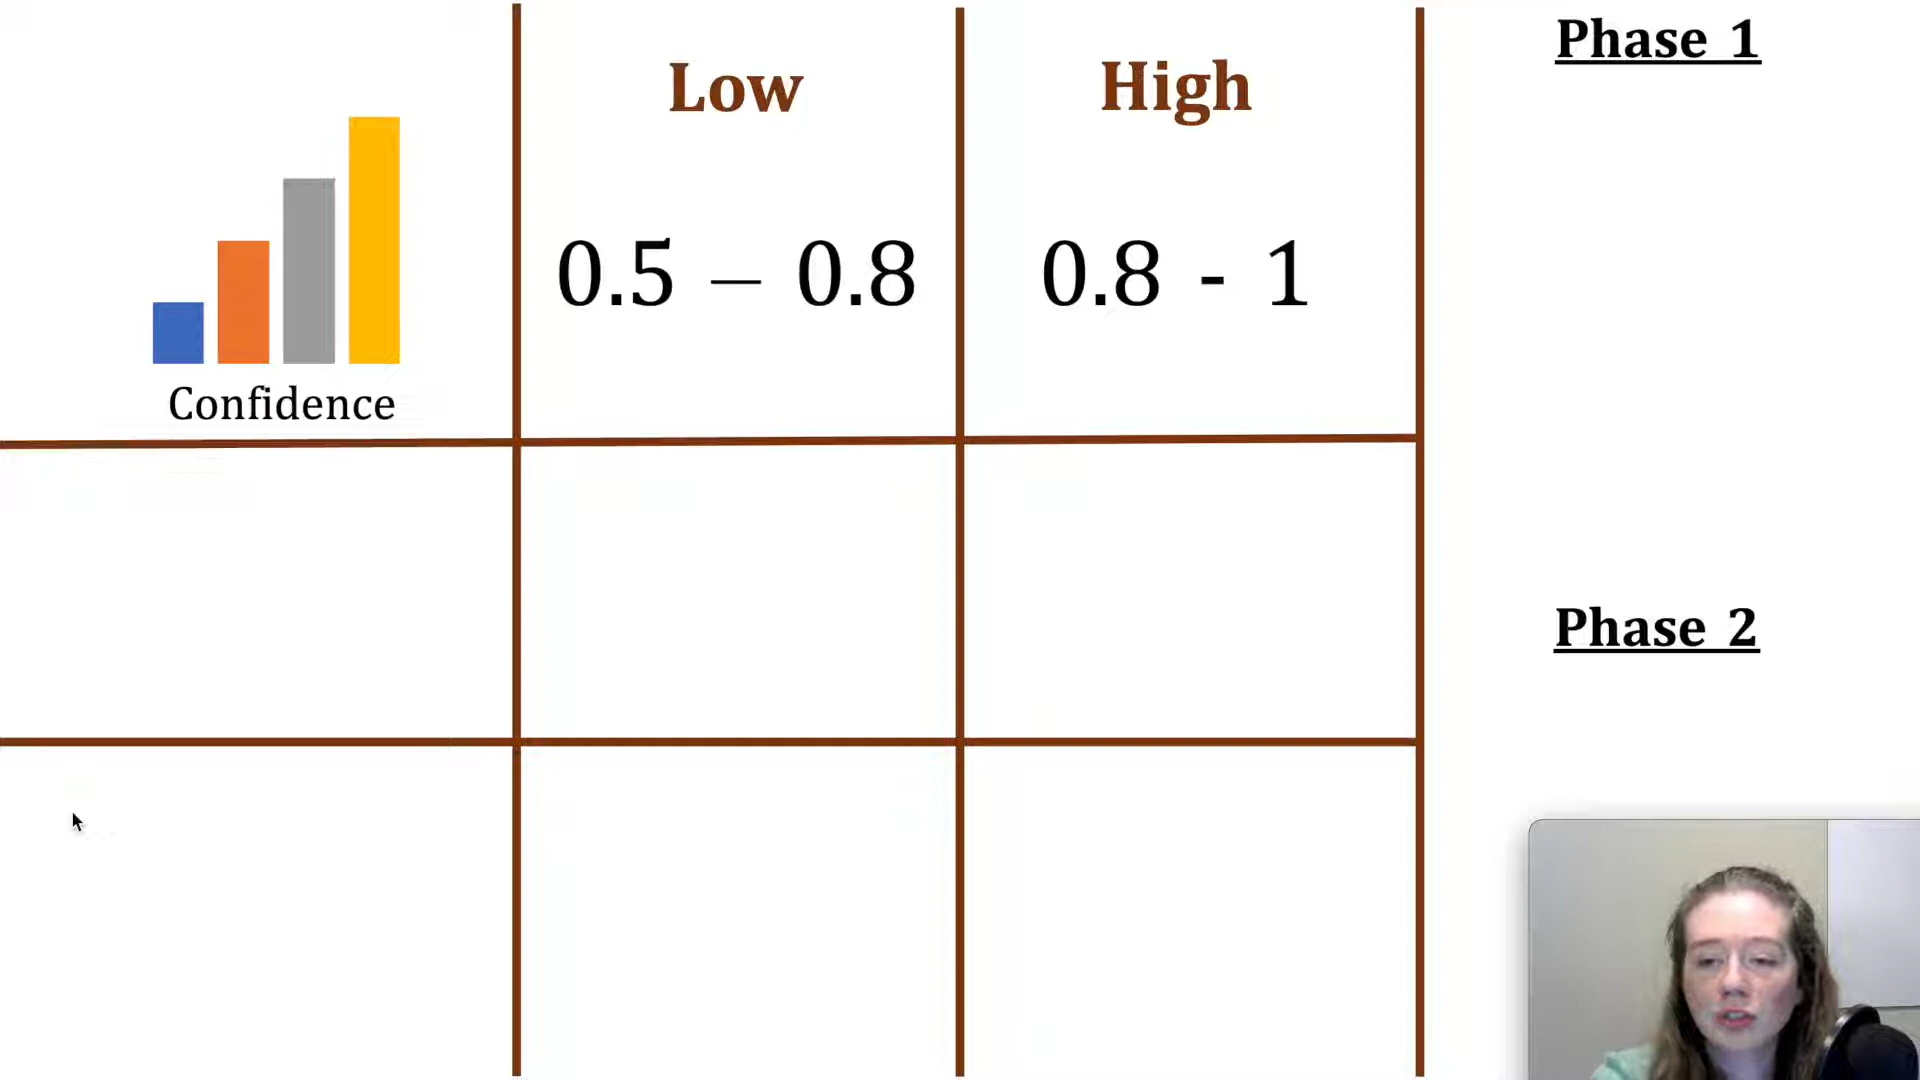 Low
High
Phase 1
0.5 – 0.8
0.8 - 1
Confidence
Phase 2